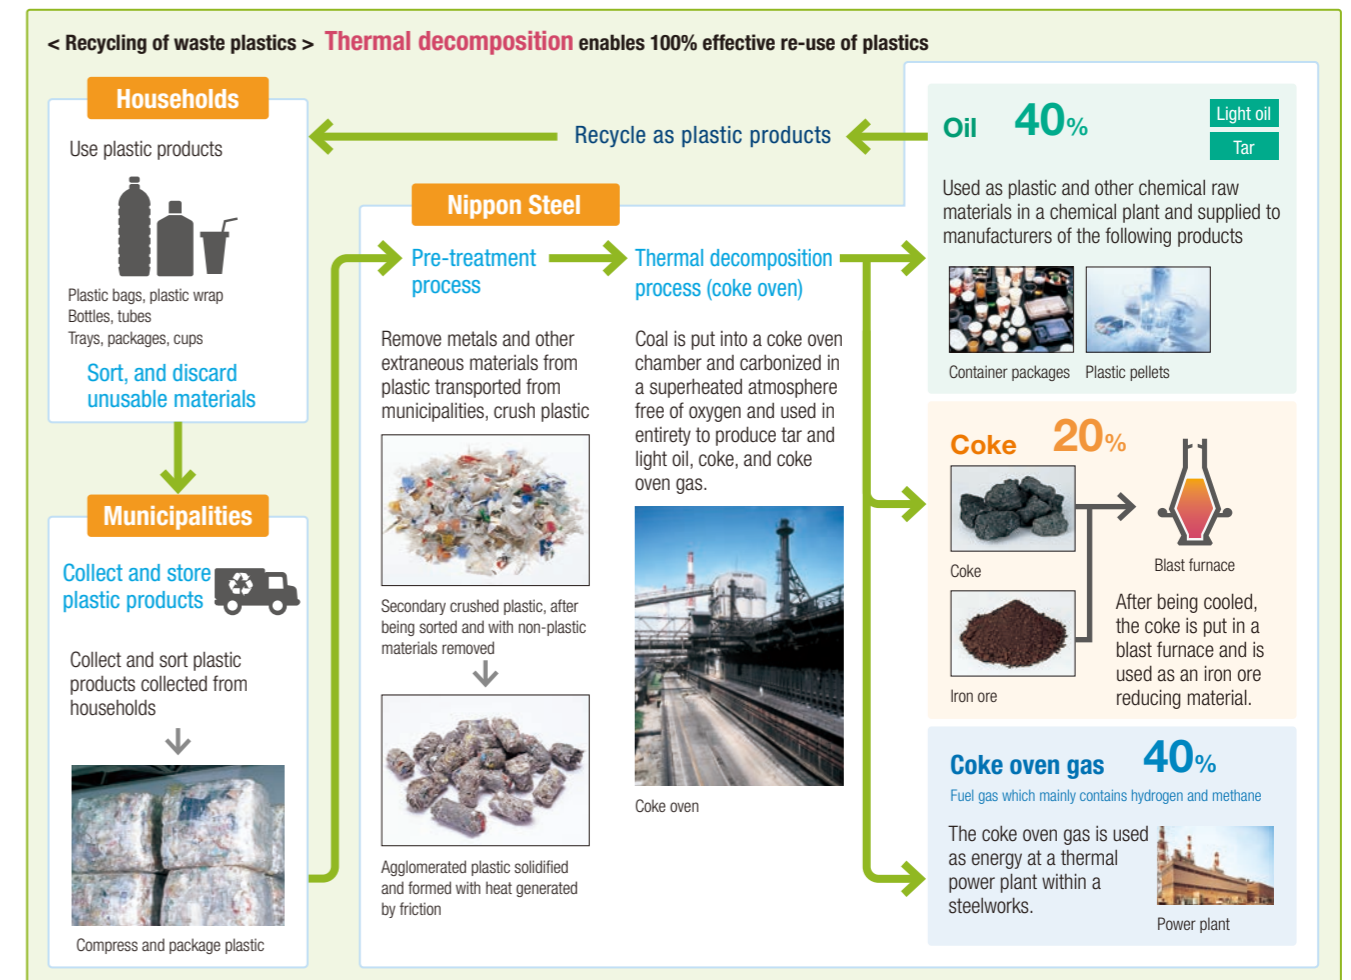 < Recycling of waste plastics > Thermal decomposition enables 100% effective re-use of plastics
Households
Use plastic products
Plastic bags, plastic wrap
Bottles, tubes
Trays, packages, cups
Sort, and discard
unusable materials
Municipalities
Collect and store
plastic products
Collect and sort plastic
products collected from
households
Compress and package plastic
Recycle as plastic products
Nippon Steel
Pre-treatment
process
Remove metals and other
extraneous materials from
plastic transported from
municipalities, crush plastic
Secondary crushed plastic, after
being sorted and with non-plastic
materials removed
Agglomerated plastic solidified
and formed with heat generated
by friction
Thermal decomposition
process (coke oven)
Coal is put into a coke oven
chamber and carbonized in
a superheated atmosphere
free of oxygen and used in
entirety to produce tar and
light oil, coke, and coke
oven gas.
Coke oven
Oil 40%
Light oil
Tar
Used as plastic and other chemical raw
materials in a chemical plant and supplied to
manufacturers of the following products
Container packages
Plastic pellets
Coke 20%
Coke
Iron ore
Blast furnace
After being cooled,
the coke is put in a
blast furnace and is
used as an iron ore
reducing material.
Coke oven gas 40%
Fuel gas which mainly contains hydrogen and methane
The coke oven gas is used
as energy at a thermal
power plant within a
steelworks.
Power plant